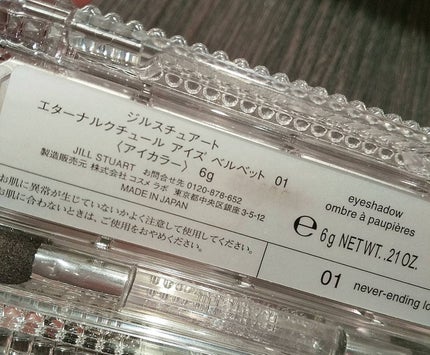 ジルスチュアート
エターナルクチュール アイズ ベルベット 01
〈アイカラー〉 6g
JILL STUART お問合せ先 0120-878-652
製造販売元 株式会社コスメラボ 東京都中央区銀座3-5-12
MADE IN JAPAN
お肌に異常が生じていないかよく注意して使用してください。
お肌に合わないときは、ご使用をおやめください。
eyeshadow
ombre à paupières
℮ 6g NET WT. .21OZ.
01 never-ending